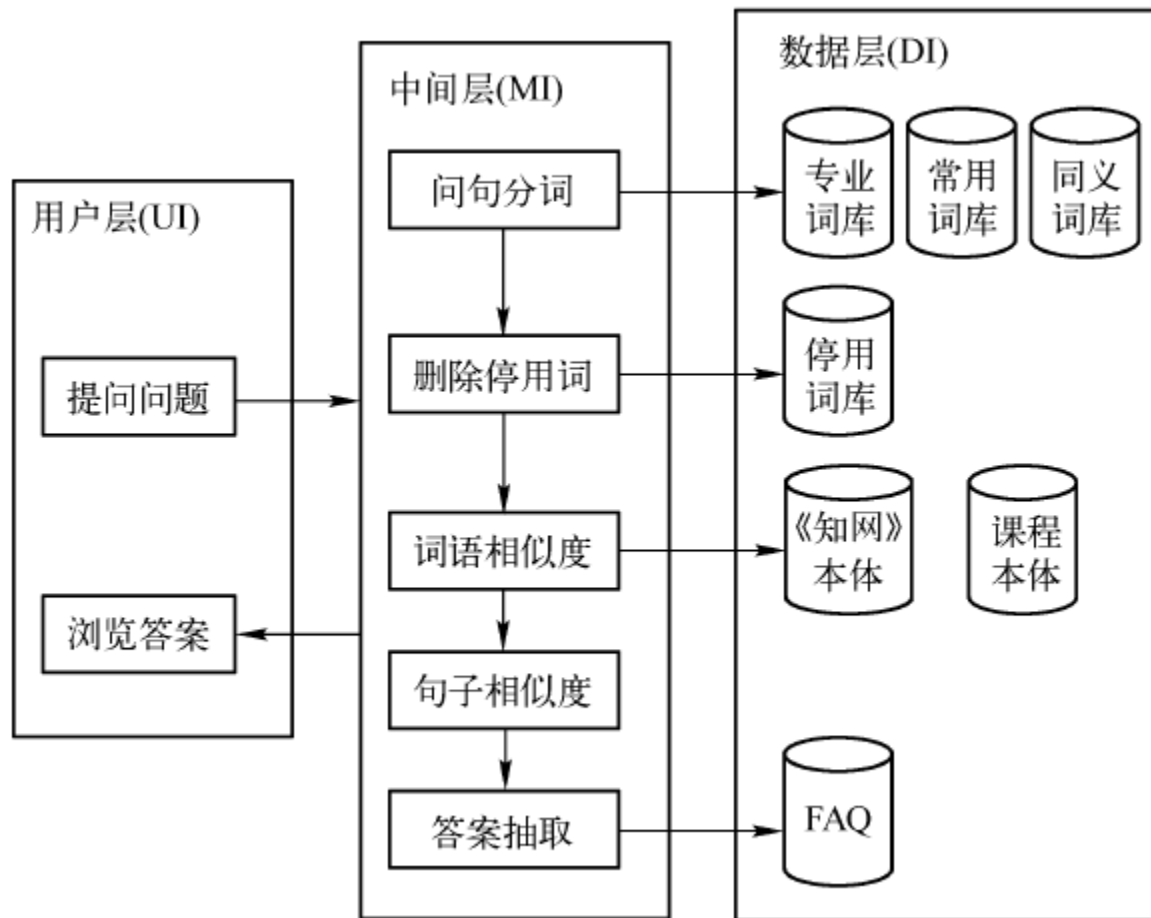 用户层(UI)
提问问题
浏览答案
中间层(MI)
问句分词
删除停用词
词语相似度
句子相似度
答案抽取
数据层(DI)
专业
词库
常用
词库
同义
词库
停用
词库
《知网》
本体
课程
本体
FAQ